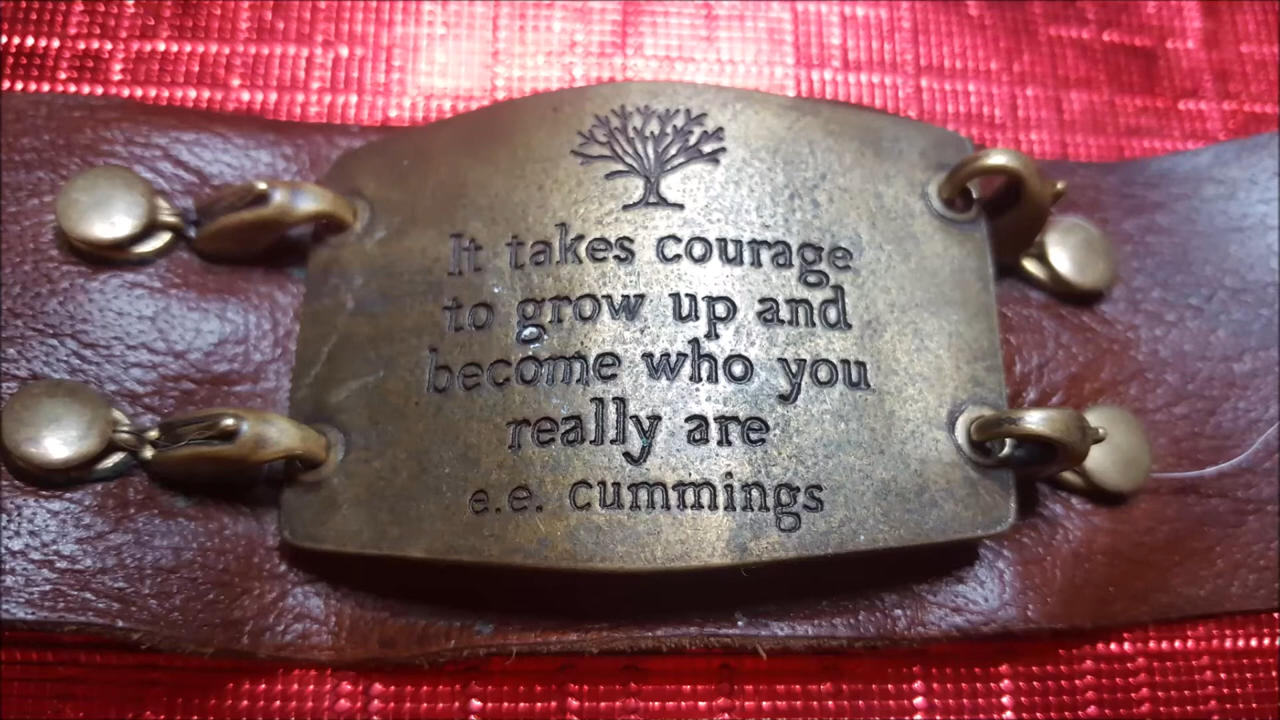 It takes courage
to grow up and
become who you
really are
e.e. cummings